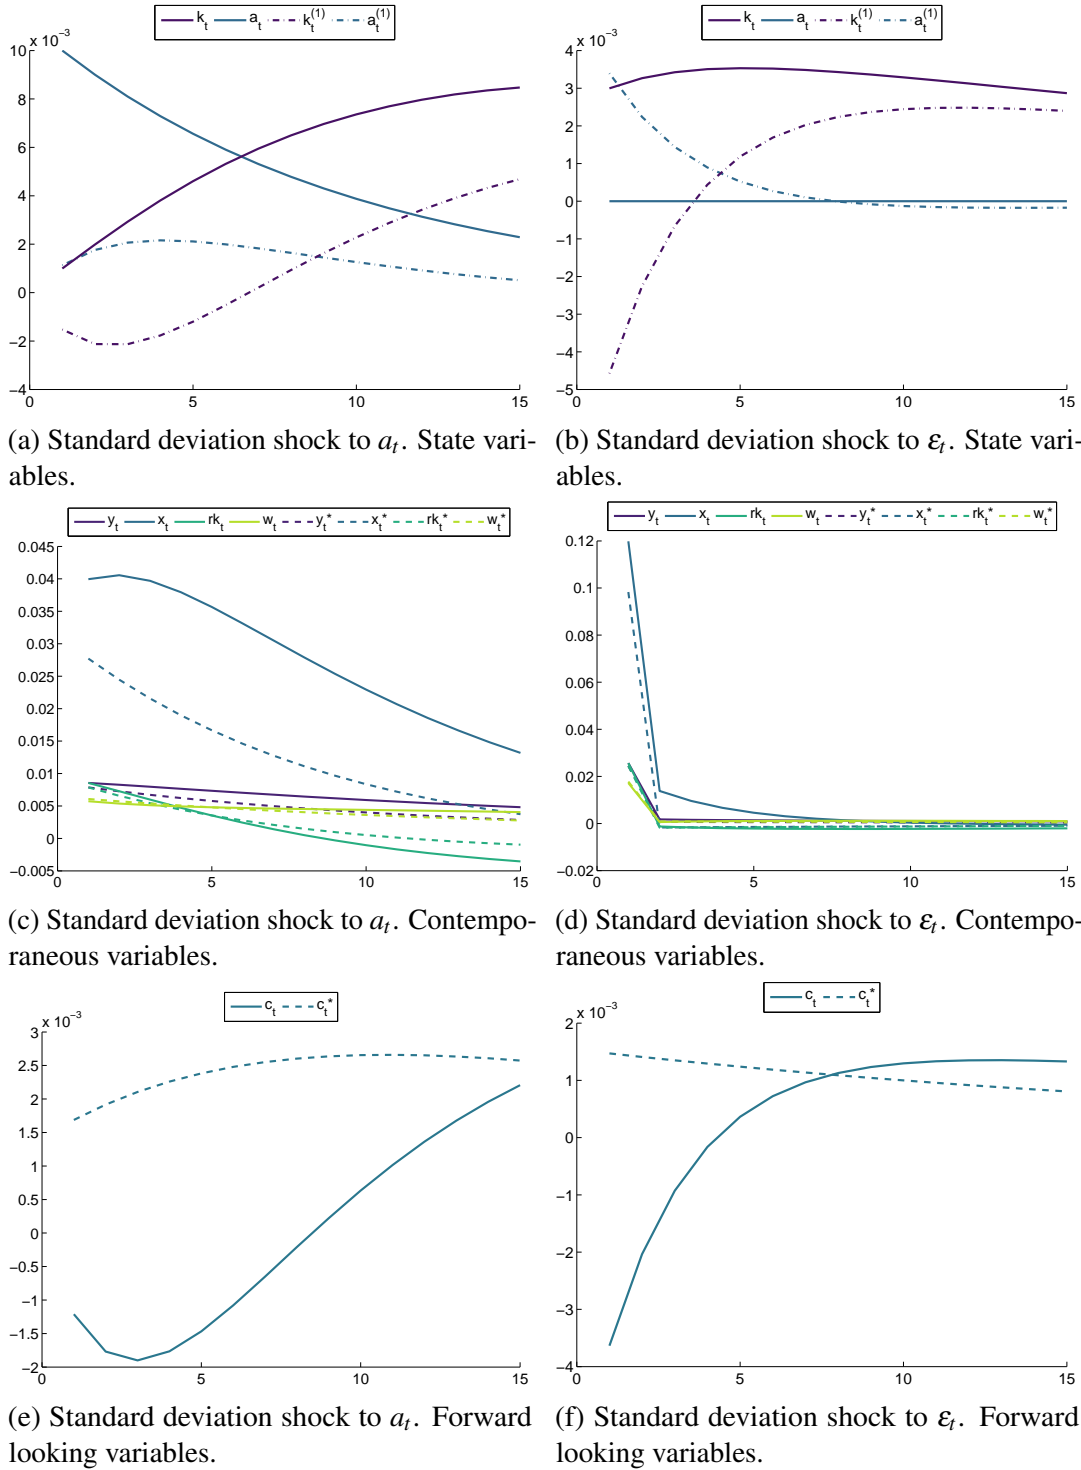 k_t a_t k_t^(1) a_t^(1)
x 10^−3
10
8
6
4
2
0
−2
−4
0 5 10 15
(a) Standard deviation shock to a_t. State vari-
ables.
k_t a_t k_t^(1) a_t^(1)
x 10^−3
4
3
2
1
0
−1
−2
−3
−4
−5
0 5 10 15
(b) Standard deviation shock to ε_t. State vari-
ables.
y_t x_t rk_t w_t y_t^* x_t^* rk_t^* w_t^*
0.045
0.04
0.035
0.03
0.025
0.02
0.015
0.01
0.005
0
−0.005
0 5 10 15
(c) Standard deviation shock to a_t. Contempo-
raneous variables.
y_t x_t rk_t w_t y_t^* x_t^* rk_t^* w_t^*
0.12
0.1
0.08
0.06
0.04
0.02
0
−0.02
0 5 10 15
(d) Standard deviation shock to ε_t. Contempo-
raneous variables.
c_t c_t^*
x 10^−3
3
2.5
2
1.5
1
0.5
0
−0.5
−1
−1.5
−2
0 5 10 15
(e) Standard deviation shock to a_t. Forward
looking variables.
c_t c_t^*
x 10^−3
2
1
0
−1
−2
−3
−4
0 5 10 15
(f) Standard deviation shock to ε_t. Forward
looking variables.